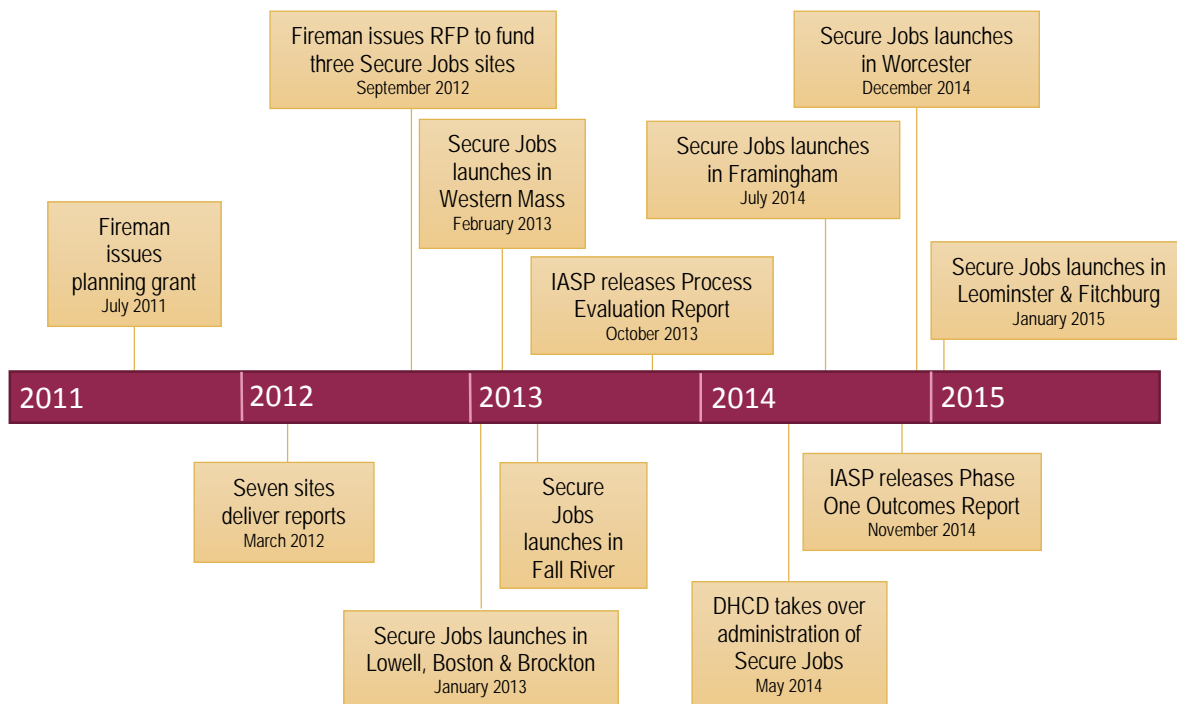 Fireman issues RFP to fund
three Secure Jobs sites
September 2012
Secure Jobs launches
in Worcester
December 2014
Secure Jobs
launches in
Western Mass
February 2013
Secure Jobs launches
in Framingham
July 2014
Fireman
issues
planning grant
July 2011
IASP releases Process
Evaluation Report
October 2013
Secure Jobs launches in
Leominster & Fitchburg
January 2015
2011
2012
2013
2014
2015
Seven sites
deliver reports
March 2012
Secure
Jobs
launches in
Fall River
IASP releases Phase
One Outcomes Report
November 2014
Secure Jobs launches in
Lowell, Boston & Brockton
January 2013
DHCD takes over
administration of
Secure Jobs
May 2014